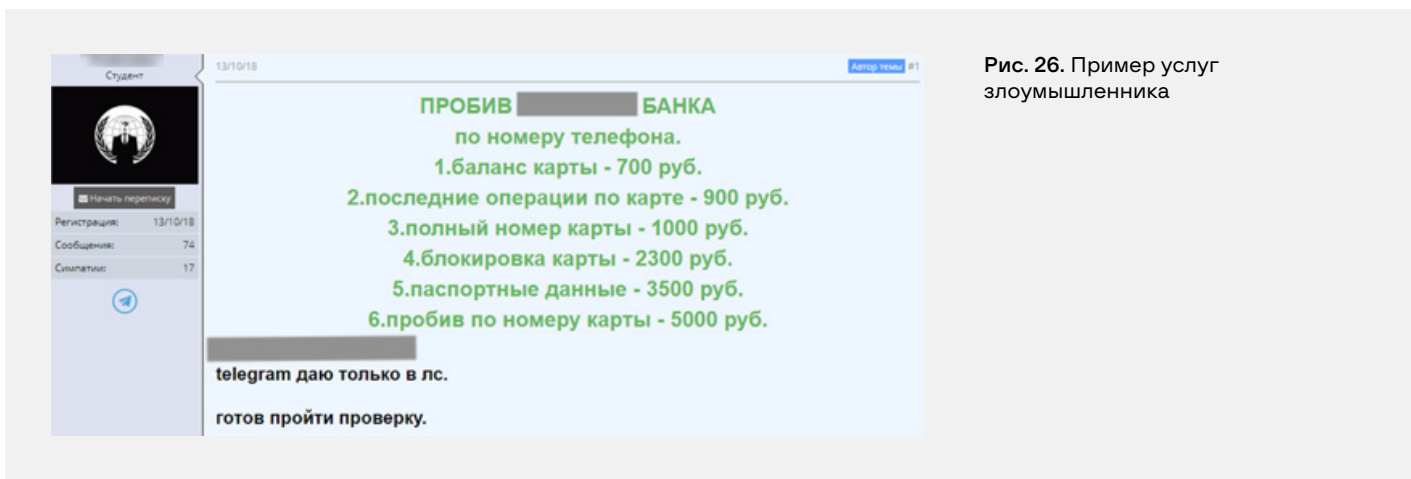 Студент
Начать переписку
Регистрация: 13/10/18
Сообщения: 74
Симпатии: 17
13/10/18
Автор темы #1
ПРОБИВ БАНКА
по номеру телефона.
1.баланс карты - 700 руб.
2.последние операции по карте - 900 руб.
3.полный номер карты - 1000 руб.
4.блокировка карты - 2300 руб.
5.паспортные данные - 3500 руб.
6.пробив по номеру карты - 5000 руб.
telegram даю только в лс.
готов пройти проверку.
Рис. 26. Пример услуг
злоумышленника